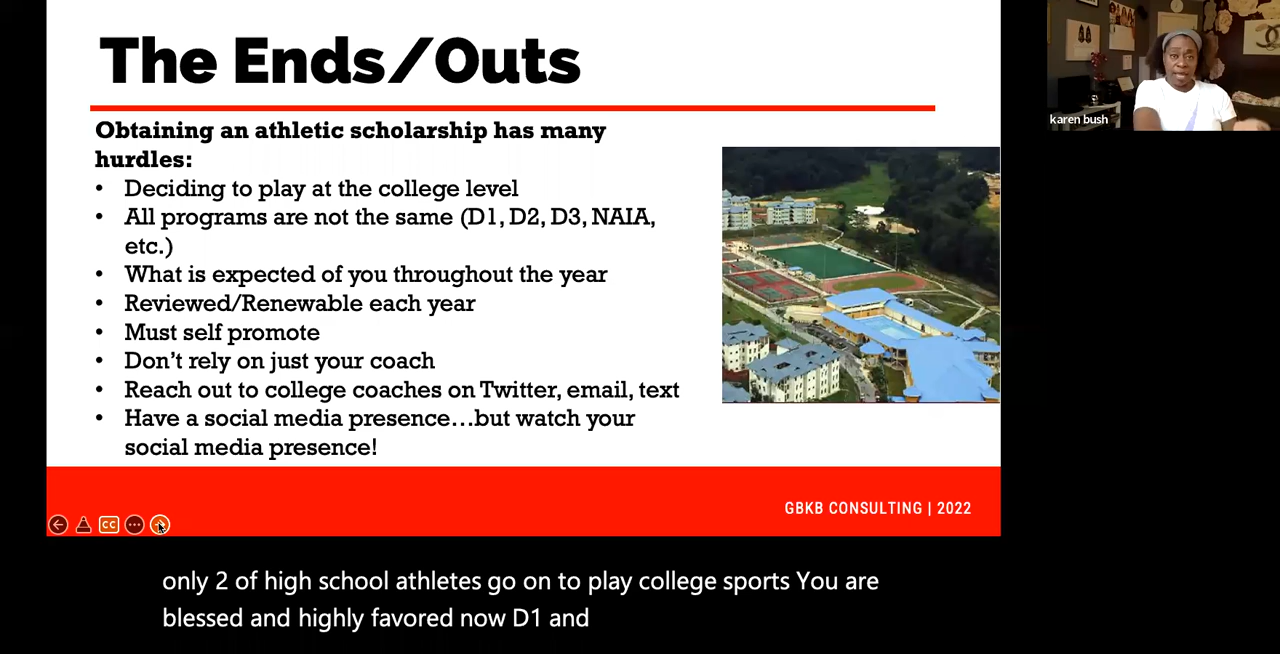 The Ends/Outs
Obtaining an athletic scholarship has many
hurdles:
• Deciding to play at the college level
• All programs are not the same (D1, D2, D3, NAIA,
etc.)
• What is expected of you throughout the year
• Reviewed/Renewable each year
• Must self promote
• Don't rely on just your coach
• Reach out to college coaches on Twitter, email, text
• Have a social media presence...but watch your
social media presence!
GBKB CONSULTING | 2022
CC
karen bush
only 2 of high school athletes go on to play college sports You are
blessed and highly favored now D1 and